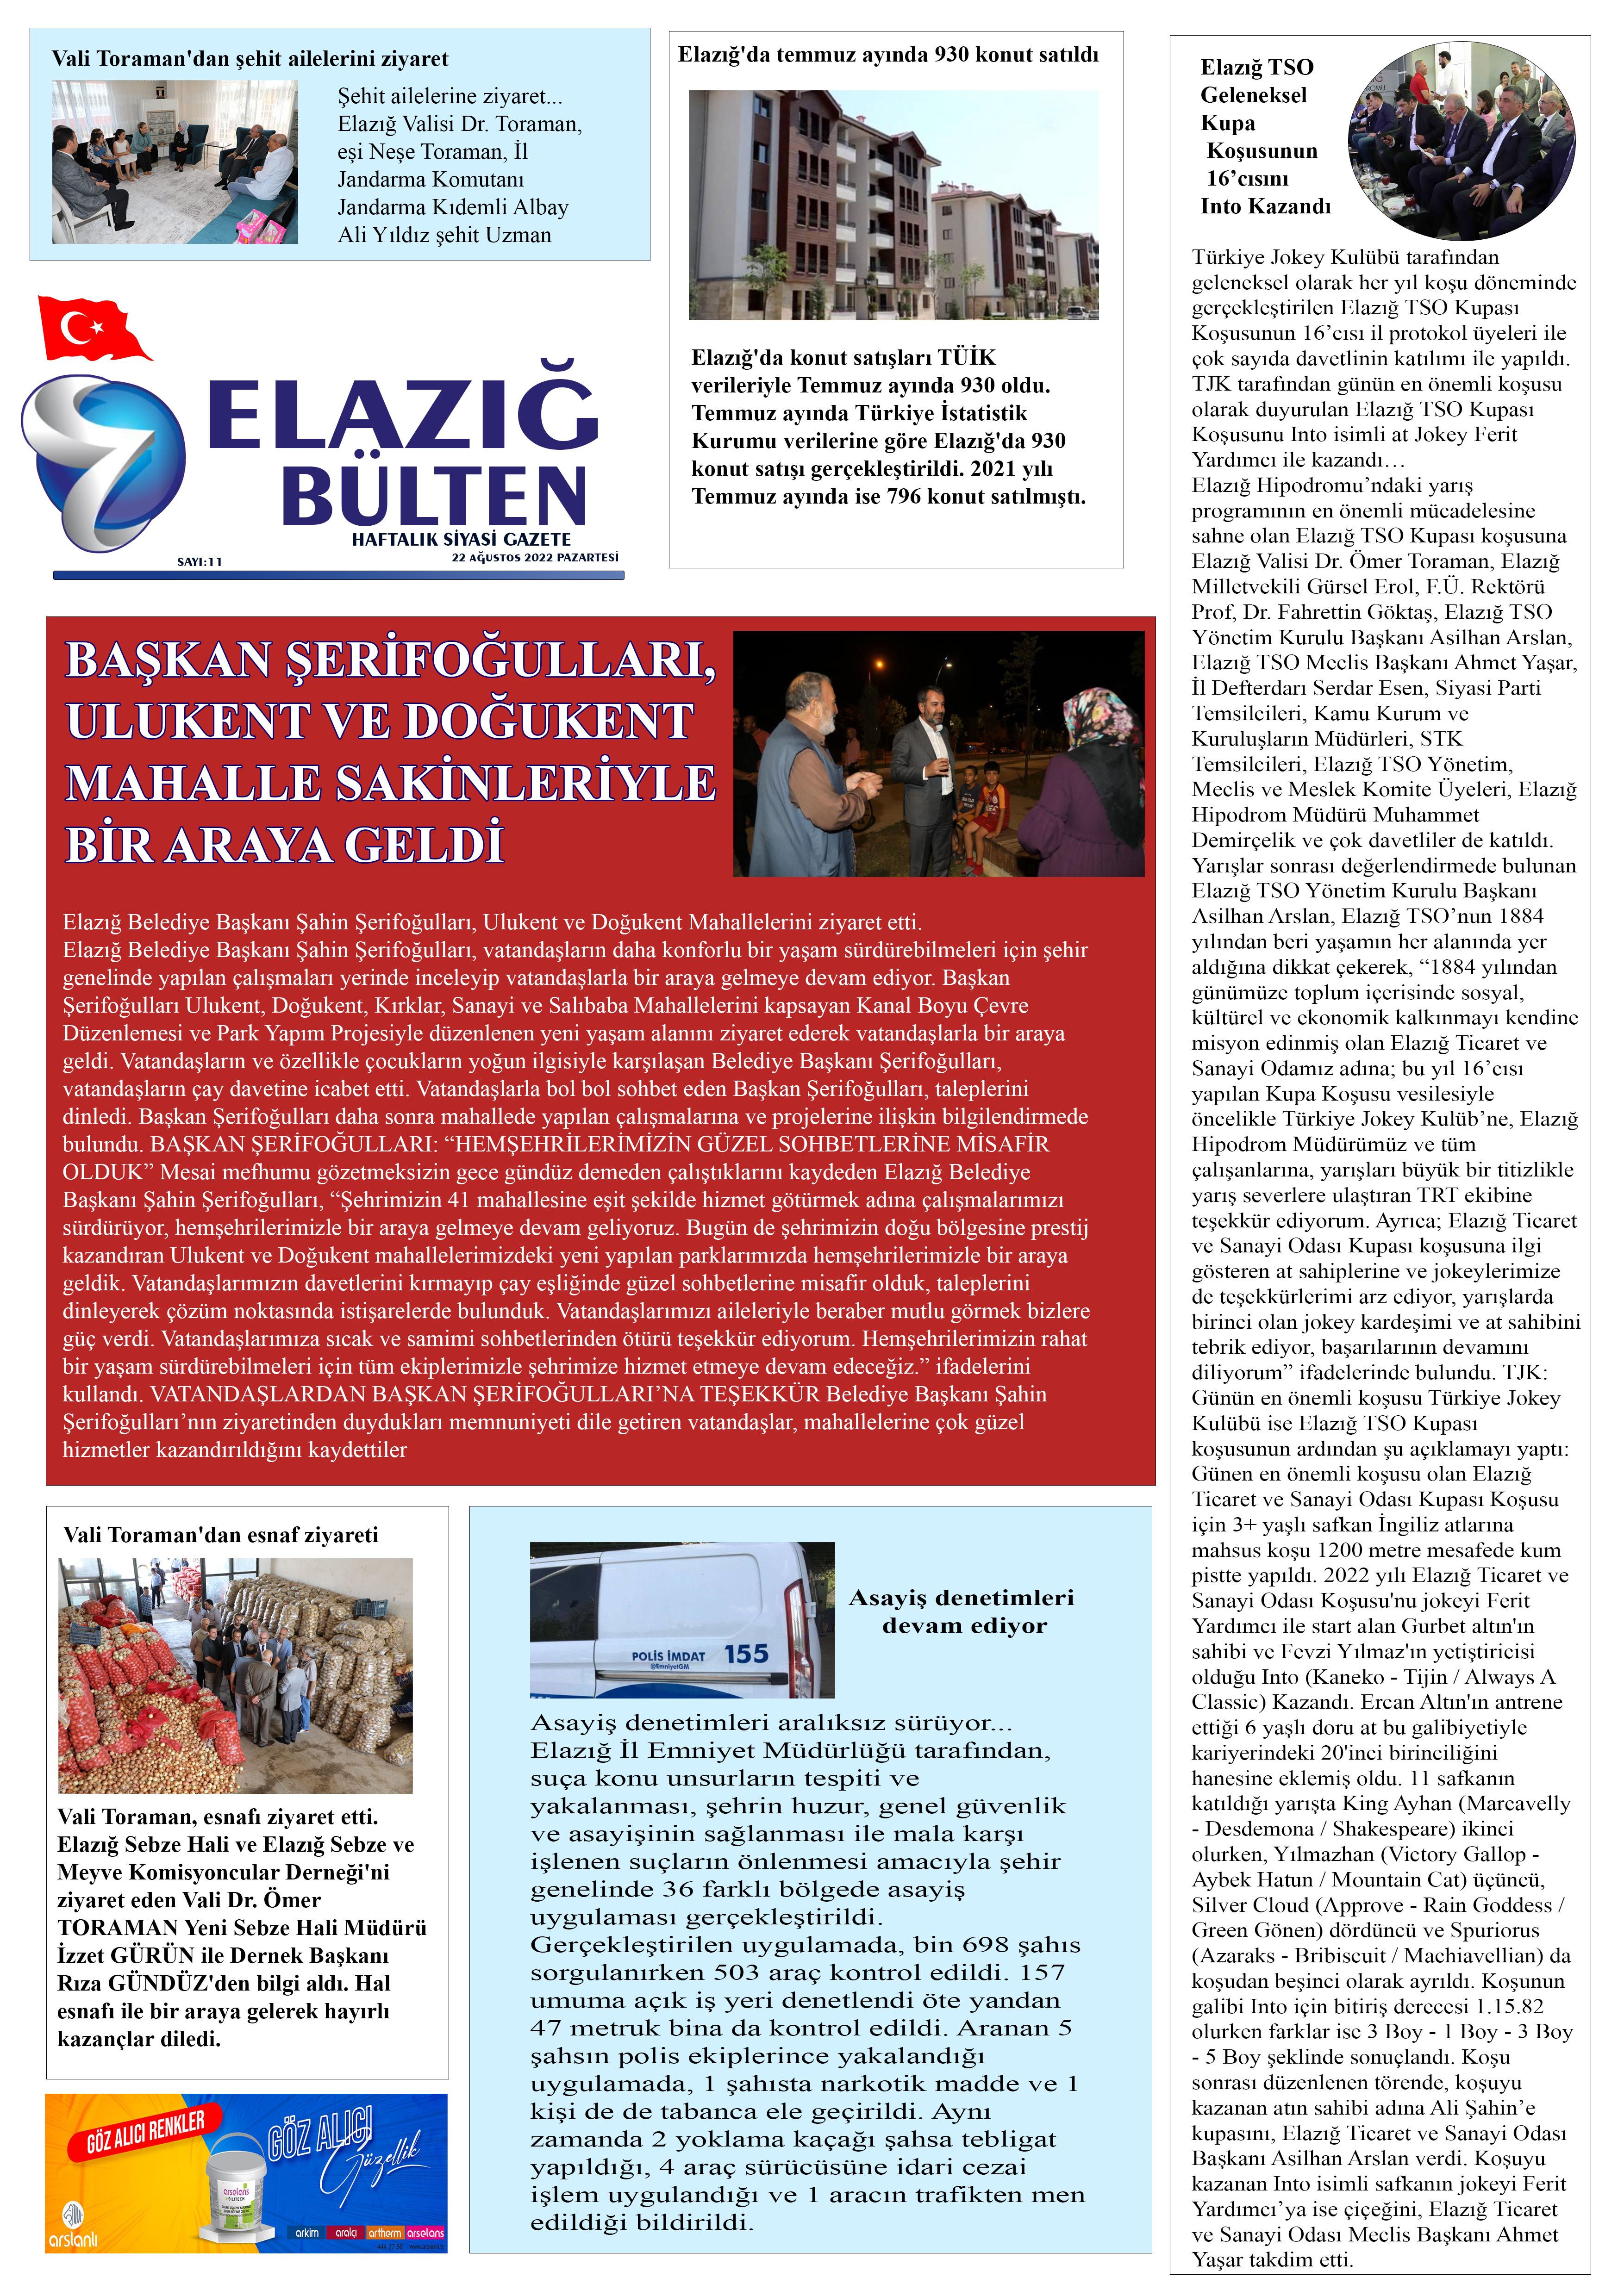 Vali Toraman'dan şehit ailelerini ziyaret
Şehit ailelerine ziyaret...
Elazığ Valisi Dr. Toraman,
eşi Neşe Toraman, İl
Jandarma Komutanı
Jandarma Kıdemli Albay
Ali Yıldız şehit Uzman
Elazığ'da temmuz ayında 930 konut satıldı
Elazığ'da konut satışları TÜİK
verileriyle Temmuz ayında 930 oldu.
Temmuz ayında Türkiye İstatistik
Kurumu verilerine göre Elazığ'da 930
konut satışı gerçekleştirildi. 2021 yılı
Temmuz ayında ise 796 konut satılmıştı.
ELAZIĞ
BÜLTEN
HAFTALIK SİYASİ GAZETE
SAYI:11
22 AĞUSTOS 2022 PAZARTESİ
BAŞKAN ŞERİFOĞULLARI,
ULUKENT VE DOĞUKENT
MAHALLE SAKİNLERİYLE
BİR ARAYA GELDİ
Elazığ Belediye Başkanı Şahin Şerifoğulları, Ulukent ve Doğukent Mahallelerini ziyaret etti.
Elazığ Belediye Başkanı Şahin Şerifoğulları, vatandaşların daha konforlu bir yaşam sürdürebilmeleri için şehir
genelinde yapılan çalışmaları yerinde inceleyip vatandaşlarla bir araya gelmeye devam ediyor. Başkan
Şerifoğulları Ulukent, Doğukent, Kırklar, Sanayi ve Salıbaba Mahallelerini kapsayan Kanal Boyu Çevre
Düzenlemesi ve Park Yapım Projesiyle düzenlenen yeni yaşam alanını ziyaret ederek vatandaşlarla bir araya
geldi. Vatandaşların ve özellikle çocukların yoğun ilgisiyle karşılaşan Belediye Başkanı Şerifoğulları,
vatandaşların çay davetine icabet etti. Vatandaşlarla bol bol sohbet eden Başkan Şerifoğulları, taleplerini
dinledi. Başkan Şerifoğulları daha sonra mahallede yapılan çalışmalarına ve projelerine ilişkin bilgilendirmede
bulundu. BAŞKAN ŞERİFOĞULLARI: “HEMŞEHRİLERİMİZİN GÜZEL SOHBETLERİNE MİSAFİR
OLDUK” Mesai mefhumu gözetmeksizin gece gündüz demeden çalıştıklarını kaydeden Elazığ Belediye
Başkanı Şahin Şerifoğulları, “Şehrimizin 41 mahallesine eşit şekilde hizmet götürmek adına çalışmalarımızı
sürdürüyor, hemşehrilerimizle bir araya gelmeye devam geliyoruz. Bugün de şehrimizin doğu bölgesine prestij
kazandıran Ulukent ve Doğukent mahallelerimizdeki yeni yapılan parklarımızda hemşehrilerimizle bir araya
geldik. Vatandaşlarımızın davetlerini kırmayıp çay eşliğinde güzel sohbetlerine misafir olduk, taleplerini
dinleyerek çözüm noktasında istişarelerde bulunduk. Vatandaşlarımızı aileleriyle beraber mutlu görmek bizlere
güç verdi. Vatandaşlarımıza sıcak ve samimi sohbetlerinden ötürü teşekkür ediyorum. Hemşehrilerimizin rahat
bir yaşam sürdürebilmeleri için tüm ekiplerimizle şehrimize hizmet etmeye devam edeceğiz.” ifadelerini
kullandı. VATANDAŞLARDAN BAŞKAN ŞERİFOĞULLARI’NA TEŞEKKÜR Belediye Başkanı Şahin
Şerifoğulları’nın ziyaretinden duydukları memnuniyeti dile getiren vatandaşlar, mahallelerine çok güzel
hizmetler kazandırıldığını kaydettiler
Vali Toraman'dan esnaf ziyareti
Vali Toraman, esnafı ziyaret etti.
Elazığ Sebze Hali ve Elazığ Sebze ve
Meyve Komisyoncular Derneği'ni
ziyaret eden Vali Dr. Ömer
TORAMAN Yeni Sebze Hali Müdürü
İzzet GÜRÜN ile Dernek Başkanı
Rıza GÜNDÜZ'den bilgi aldı. Hal
esnafı ile bir araya gelerek hayırlı
kazançlar diledi.
GÖZ ALICI RENKLER
GÖZ ALICI
Güzellik
arsolans
SILITECH
arslanlı
arkim aralçı artherm arsolans
POLİS İMDAT 155
@EmniyetGM
Asayiş denetimleri
devam ediyor
Asayiş denetimleri aralıksız sürüyor...
Elazığ İl Emniyet Müdürlüğü tarafından,
suça konu unsurların tespiti ve
yakalanması, şehrin huzur, genel güvenlik
ve asayişinin sağlanması ile mala karşı
işlenen suçların önlenmesi amacıyla şehir
genelinde 36 farklı bölgede asayiş
uygulaması gerçekleştirildi.
Gerçekleştirilen uygulamada, bin 698 şahıs
sorgulanırken 503 araç kontrol edildi. 157
umuma açık iş yeri denetlendi öte yandan
47 metruk bina da kontrol edildi. Aranan 5
şahsın polis ekiplerince yakalandığı
uygulamada, 1 şahısta narkotik madde ve 1
kişi de de tabanca ele geçirildi. Aynı
zamanda 2 yoklama kaçağı şahsa tebligat
yapıldığı, 4 araç sürücüsüne idari cezai
işlem uygulandığı ve 1 aracın trafikten men
edildiği bildirildi.
Elazığ TSO
Geleneksel
Kupa
Koşusunun
16’cısını
Into Kazandı
Türkiye Jokey Kulübü tarafından
geleneksel olarak her yıl koşu döneminde
gerçekleştirilen Elazığ TSO Kupası
Koşusunun 16’cısı il protokol üyeleri ile
çok sayıda davetlinin katılımı ile yapıldı.
TJK tarafından günün en önemli koşusu
olarak duyurulan Elazığ TSO Kupası
Koşusunu Into isimli at Jokey Ferit
Yardımcı ile kazandı…
Elazığ Hipodromu’ndaki yarış
programının en önemli mücadelesine
sahne olan Elazığ TSO Kupası koşusuna
Elazığ Valisi Dr. Ömer Toraman, Elazığ
Milletvekili Gürsel Erol, F.Ü. Rektörü
Prof, Dr. Fahrettin Göktaş, Elazığ TSO
Yönetim Kurulu Başkanı Asilhan Arslan,
Elazığ TSO Meclis Başkanı Ahmet Yaşar,
İl Defterdarı Serdar Esen, Siyasi Parti
Temsilcileri, Kamu Kurum ve
Kuruluşların Müdürleri, STK
Temsilcileri, Elazığ TSO Yönetim,
Meclis ve Meslek Komite Üyeleri, Elazığ
Hipodrom Müdürü Muhammet
Demirçelik ve çok davetliler de katıldı.
Yarışlar sonrası değerlendirmede bulunan
Elazığ TSO Yönetim Kurulu Başkanı
Asilhan Arslan, Elazığ TSO’nun 1884
yılından beri yaşamın her alanında yer
aldığına dikkat çekerek, “1884 yılından
günümüze toplum içerisinde sosyal,
kültürel ve ekonomik kalkınmayı kendine
misyon edinmiş olan Elazığ Ticaret ve
Sanayi Odamız adına; bu yıl 16’cısı
yapılan Kupa Koşusu vesilesiyle
öncelikle Türkiye Jokey Kulüb’ne, Elazığ
Hipodrom Müdürümüz ve tüm
çalışanlarına, yarışları büyük bir titizlikle
yarış severlere ulaştıran TRT ekibine
teşekkür ediyorum. Ayrıca; Elazığ Ticaret
ve Sanayi Odası Kupası koşusuna ilgi
gösteren at sahiplerine ve jokeylerimize
de teşekkürlerimi arz ediyor, yarışlarda
birinci olan jokey kardeşimi ve at sahibini
tebrik ediyor, başarılarının devamını
diliyorum” ifadelerinde bulundu. TJK:
Günün en önemli koşusu Türkiye Jokey
Kulübü ise Elazığ TSO Kupası
koşusunun ardından şu açıklamayı yaptı:
Günen en önemli koşusu olan Elazığ
Ticaret ve Sanayi Odası Kupası Koşusu
için 3+ yaşlı safkan İngiliz atlarına
mahsus koşu 1200 metre mesafede kum
pistte yapıldı. 2022 yılı Elazığ Ticaret ve
Sanayi Odası Koşusu'nu jokeyi Ferit
Yardımcı ile start alan Gurbet altın'ın
sahibi ve Fevzi Yılmaz'ın yetiştiricisi
olduğu Into (Kaneko - Tijin / Always A
Classic) Kazandı. Ercan Altın'ın antrene
ettiği 6 yaşlı doru at bu galibiyetiyle
kariyerindeki 20'inci birinciliğini
hanesine eklemiş oldu. 11 safkanın
katıldığı yarışta King Ayhan (Marcavelly
- Desdemona / Shakespeare) ikinci
olurken, Yılmazhan (Victory Gallop -
Aybek Hatun / Mountain Cat) üçüncü,
Silver Cloud (Approve - Rain Goddess /
Green Gönen) dördüncü ve Spuriorus
(Azaraks - Bribiscuit / Machiavellian) da
koşudan beşinci olarak ayrıldı. Koşunun
galibi Into için bitiriş derecesi 1.15.82
olurken farklar ise 3 Boy - 1 Boy - 3 Boy
- 5 Boy şeklinde sonuçlandı. Koşu
sonrası düzenlenen törende, koşuyu
kazanan atın sahibi adına Ali Şahin’e
kupasını, Elazığ Ticaret ve Sanayi Odası
Başkanı Asilhan Arslan verdi. Koşuyu
kazanan Into isimli safkanın jokeyi Ferit
Yardımcı’ya ise çiçeğini, Elazığ Ticaret
ve Sanayi Odası Meclis Başkanı Ahmet
Yaşar takdim etti.